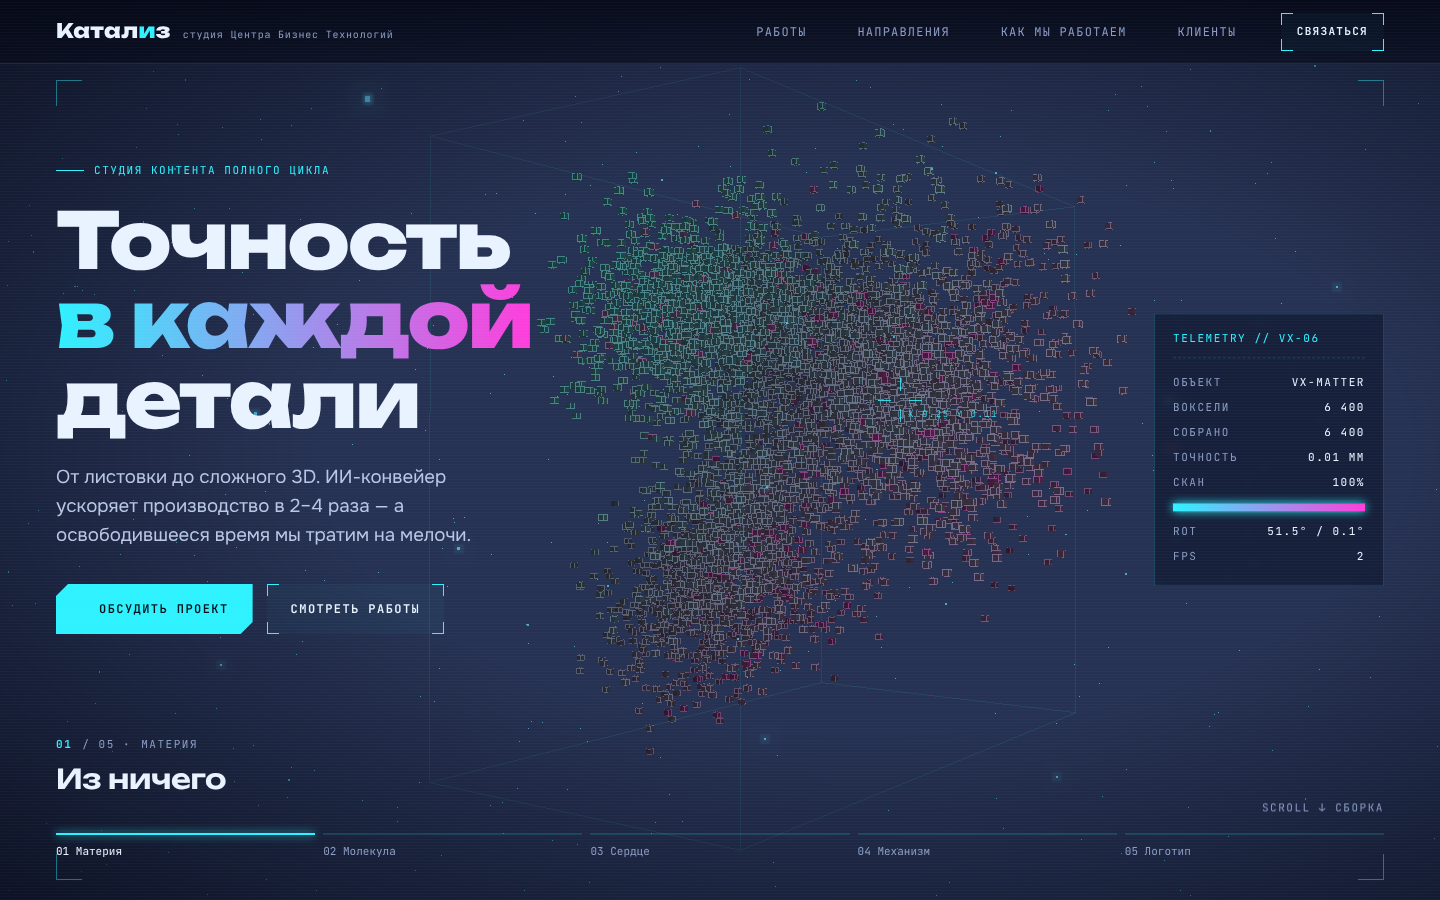 Катализ студия Центра Бизнес Технологий
РАБОТЫ НАПРАВЛЕНИЯ КАК МЫ РАБОТАЕМ КЛИЕНТЫ СВЯЗАТЬСЯ
СТУДИЯ КОНТЕНТА ПОЛНОГО ЦИКЛА
Точность
в каждой
детали
От листовки до сложного 3D. ИИ-конвейер
ускоряет производство в 2–4 раза — а
освободившееся время мы тратим на мелочи.
ОБСУДИТЬ ПРОЕКТ СМОТРЕТЬ РАБОТЫ
TELEMETRY // VX-06
ОБЪЕКТ VX-MATTER
ВОКСЕЛИ 6 400
СОБРАНО 6 400
ТОЧНОСТЬ 0.01 ММ
СКАН 100%
ROT 51.5° / 0.1°
FPS 2
01 / 05 · МАТЕРИЯ
Из ничего
SCROLL ↓ СБОРКА
01 Материя 02 Молекула 03 Сердце 04 Механизм 05 Логотип